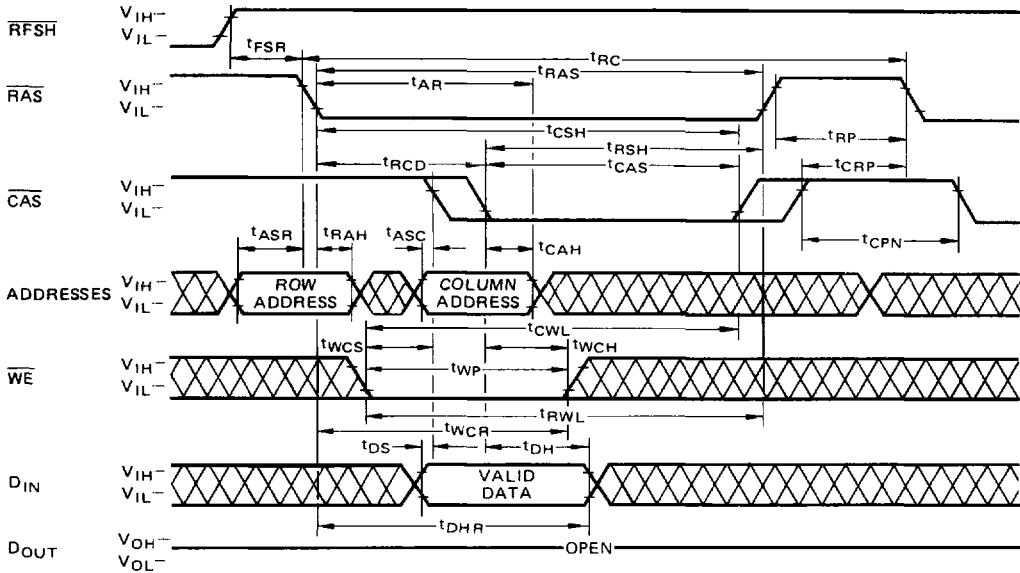 RFSH VIH VIL
tFSR tRC
tRAS
tAR
RAS VIH VIL
tCSH tRP
tRSH
tRCD tCAS tCRP
CAS VIH VIL
tASR tRAH tASC tCAH tCPN
ADDRESSES VIH VIL ROW ADDRESS COLUMN ADDRESS
tCWL
tWCS tWCH
tWP
WE VIH VIL
tRWL
tWCR
tDS tDH
DIN VIH VIL VALID DATA
tDHR
DOUT VOH VOL OPEN